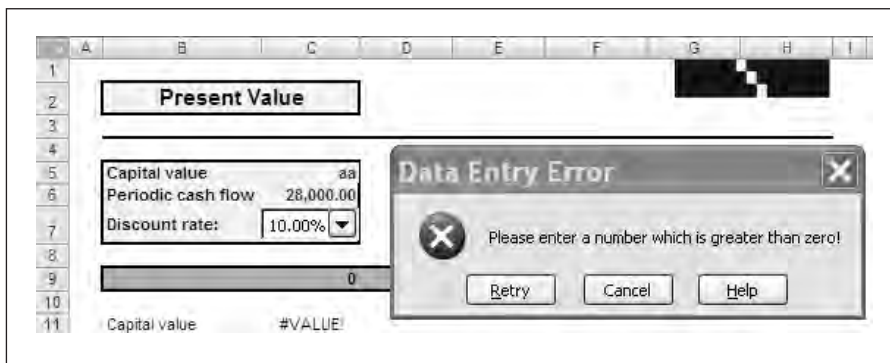 A B C D E F G H I
1
2 Present Value
3
4
5 Capital value aa
6 Periodic cash flow 28,000.00
7 Discount rate: 10.00%
8
9 0
10
11 Capital value #VALUE!
Data Entry Error
Please enter a number which is greater than zero!
Retry Cancel Help